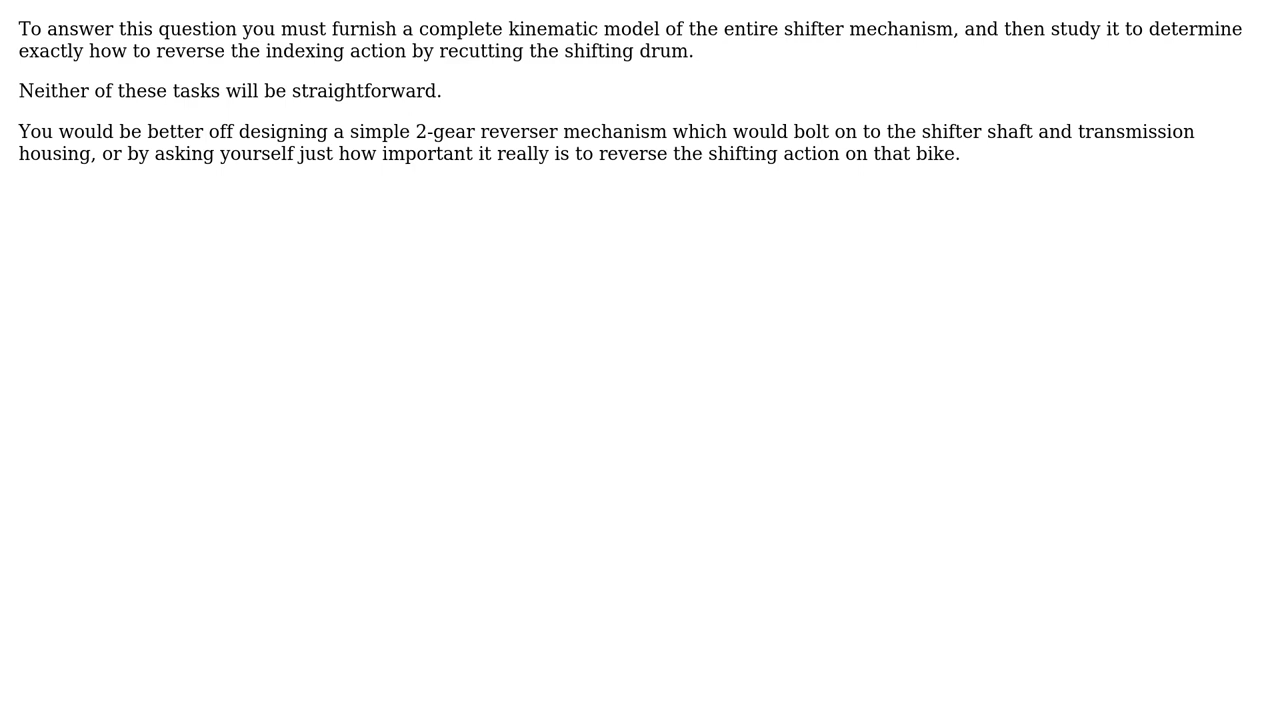 To answer this question you must furnish a complete kinematic model of the entire shifter mechanism, and then study it to determine
exactly how to reverse the indexing action by recutting the shifting drum.
Neither of these tasks will be straightforward.
You would be better off designing a simple 2-gear reverser mechanism which would bolt on to the shifter shaft and transmission
housing, or by asking yourself just how important it really is to reverse the shifting action on that bike.